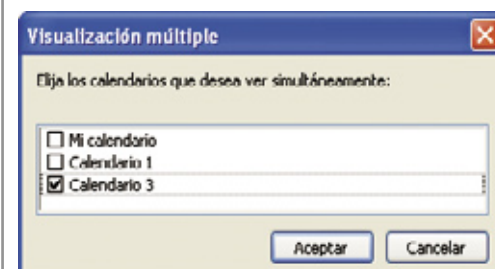 Visualización múltiple
Elija los calendarios que desea ver simultáneamente:
Mi calendario
Calendario 1
Calendario 3
Aceptar
Cancelar